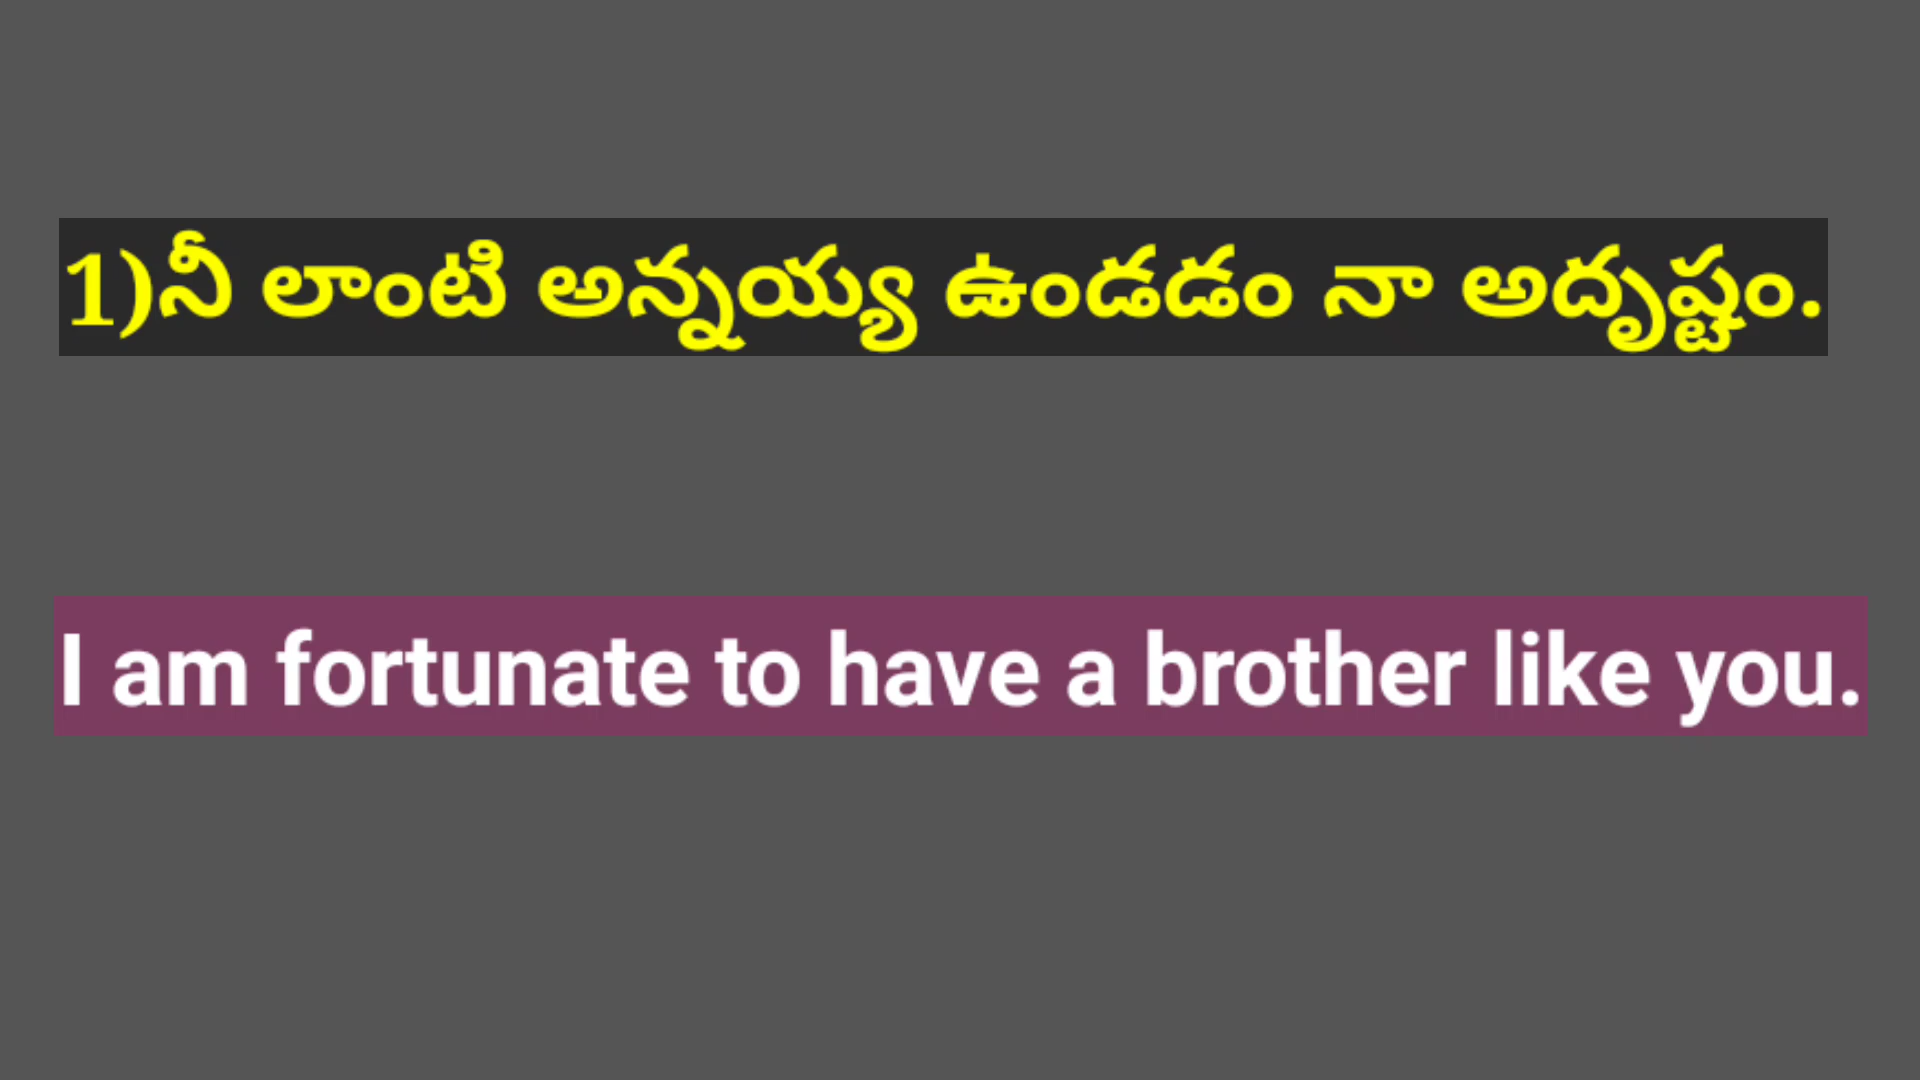 1)నీ లాంటి అన్నయ్య ఉండడం నా అదృష్టం.
I am fortunate to have a brother like you.